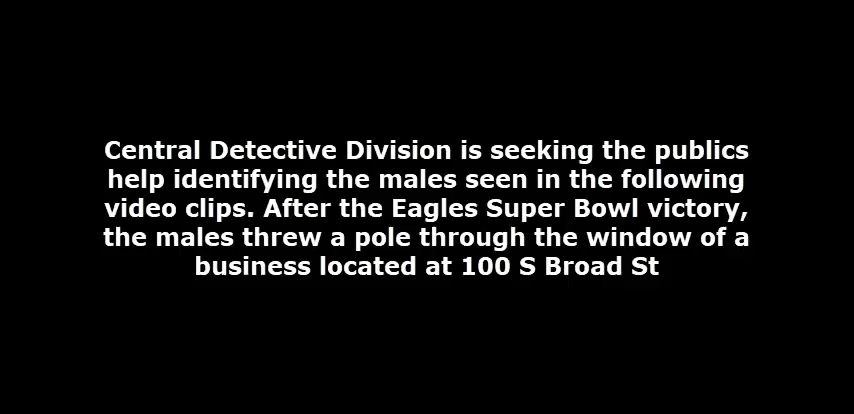 Central Detective Division is seeking the publics
help identifying the males seen in the following
video clips. After the Eagles Super Bowl victory,
the males threw a pole through the window of a
business located at 100 S Broad St